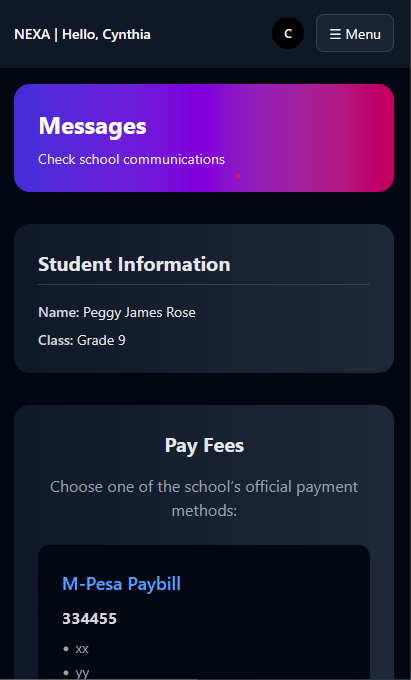 NEXA | Hello, Cynthia
C
☰ Menu
Messages
Check school communications
Student Information
Name: Peggy James Rose
Class: Grade 9
Pay Fees
Choose one of the school’s official payment
methods:
M-Pesa Paybill
334455
• xx
• yy